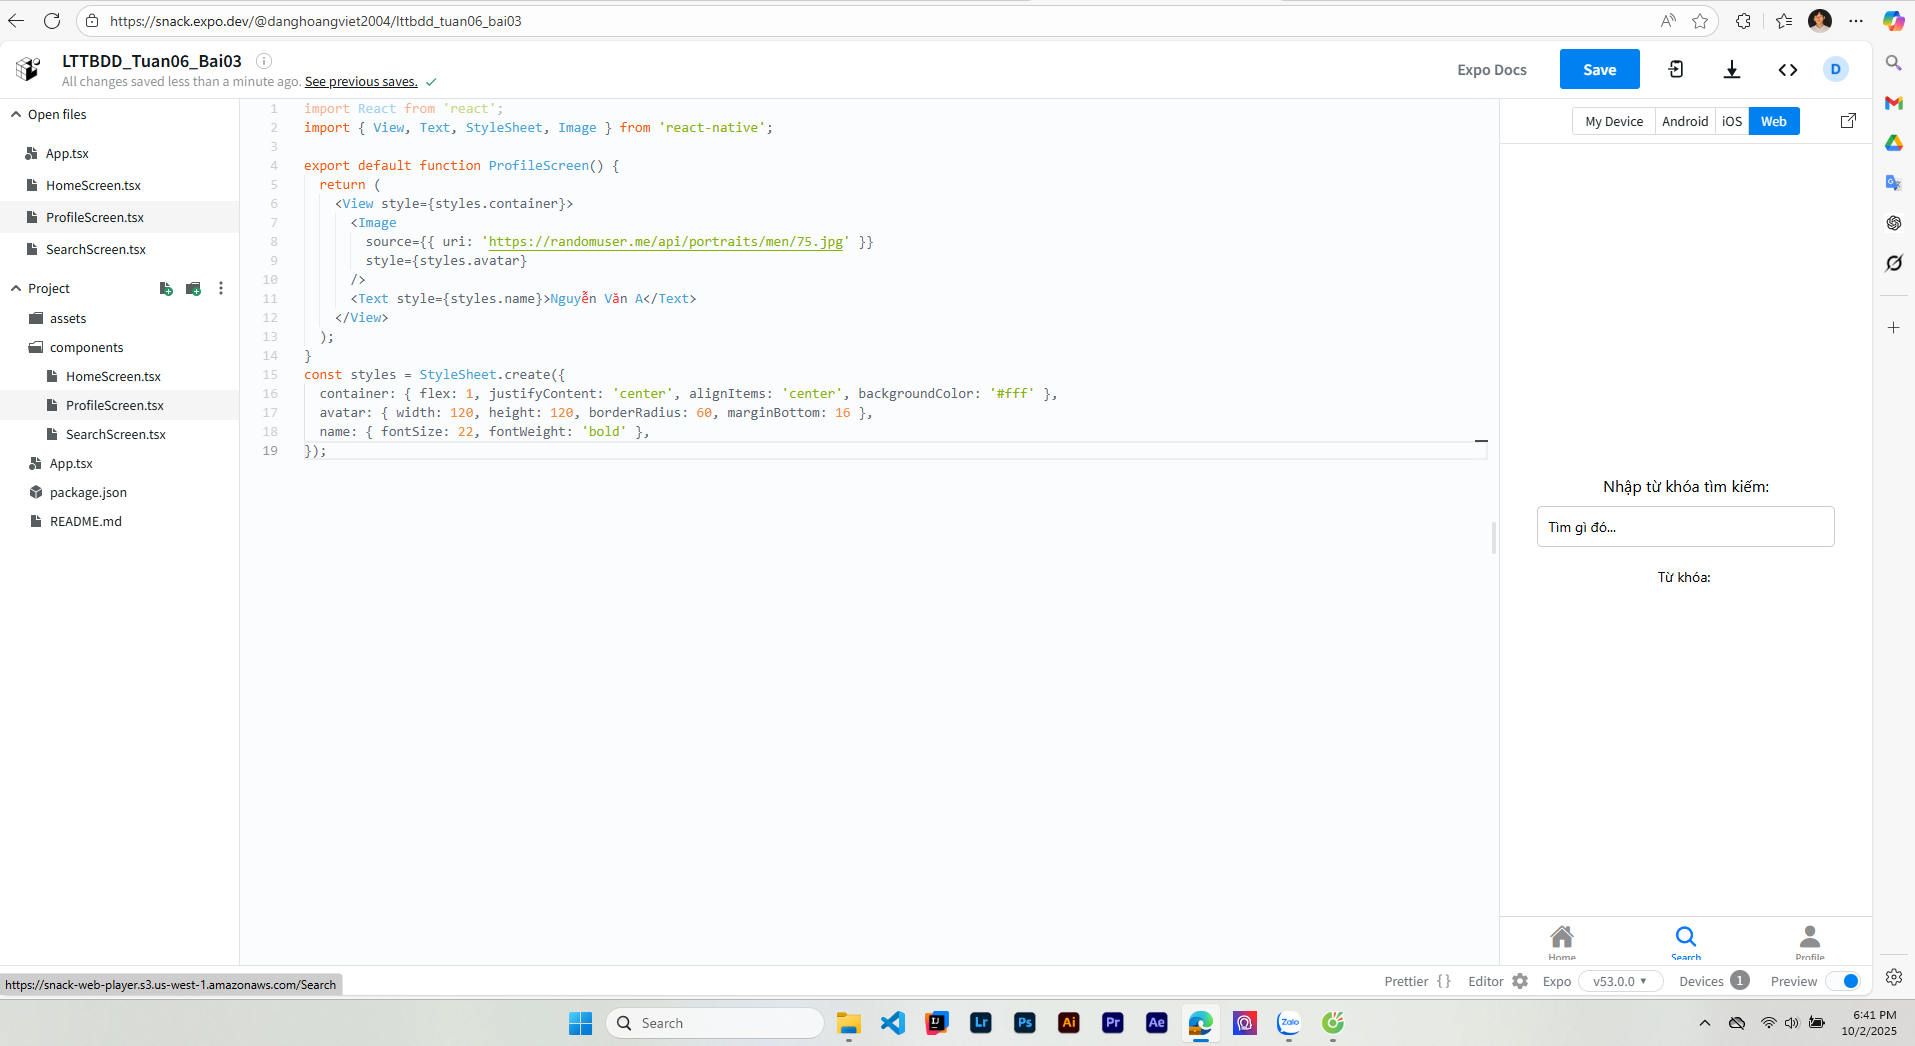 https://snack.expo.dev/@danghoangviet2004/lttbdd_tuan06_bai03
LTTBDD_Tuan06_Bai03
All changes saved less than a minute ago. See previous saves.
Expo Docs
Save
D
Open files
App.tsx
HomeScreen.tsx
ProfileScreen.tsx
SearchScreen.tsx
Project
assets
components
HomeScreen.tsx
ProfileScreen.tsx
SearchScreen.tsx
App.tsx
package.json
README.md
1 import React from 'react';
2 import { View, Text, StyleSheet, Image } from 'react-native';
3
4 export default function ProfileScreen() {
5 return (
6 <View style={styles.container}>
7 <Image
8 source={{ uri: 'https://randomuser.me/api/portraits/men/75.jpg' }}
9 style={styles.avatar}
10 />
11 <Text style={styles.name}>Nguyễn Văn A</Text>
12 </View>
13 );
14 }
15 const styles = StyleSheet.create({
16 container: { flex: 1, justifyContent: 'center', alignItems: 'center', backgroundColor: '#fff' },
17 avatar: { width: 120, height: 120, borderRadius: 60, marginBottom: 16 },
18 name: { fontSize: 22, fontWeight: 'bold' },
19 });
My Device Android iOS Web
Nhập từ khóa tìm kiếm:
Tìm gì đó...
Từ khóa:
Home Search Profile
https://snack-web-player.s3.us-west-1.amazonaws.com/Search
Prettier {} Editor Expo v53.0.0 Devices 1 Preview
Search
Lr Ps Ai Pr Ae Zalo
6:41 PM
10/2/2025